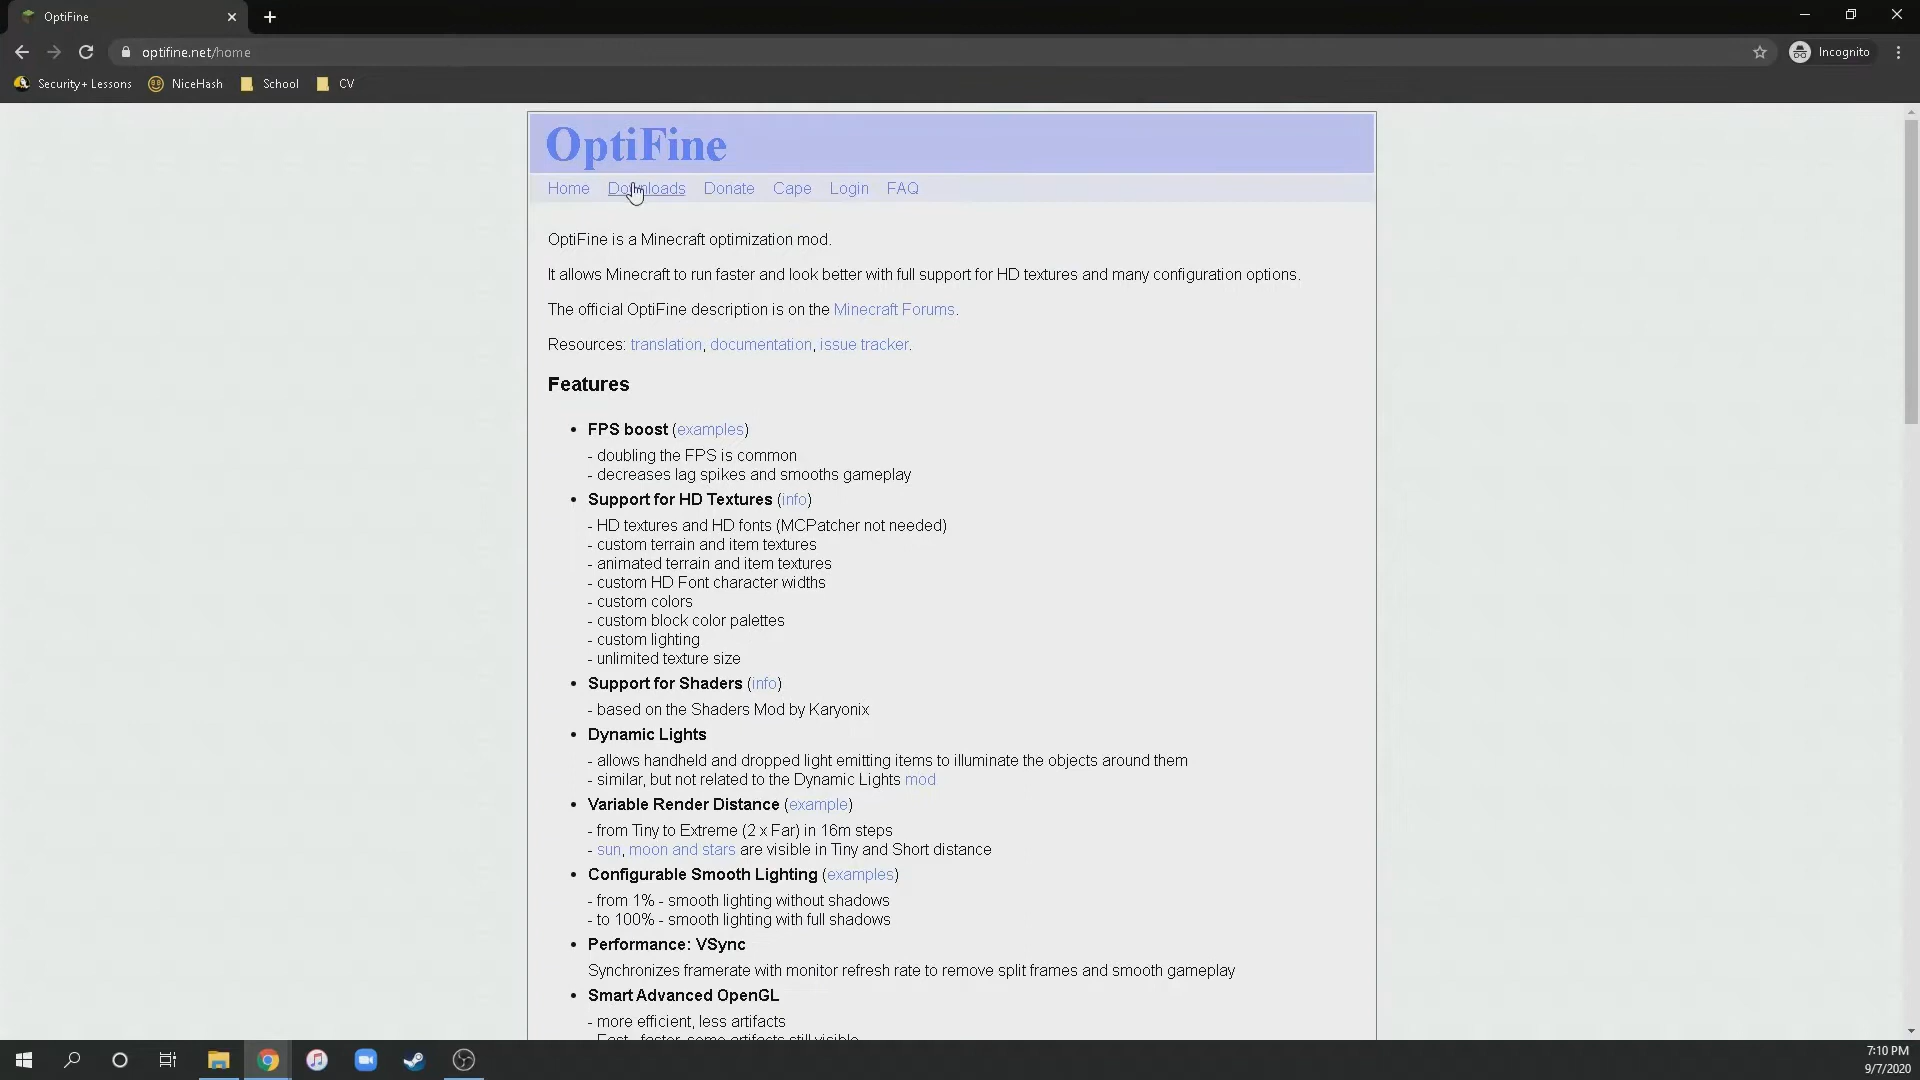 OptiFine
optifine.net/home
Incognito
Security+ Lessons
NiceHash
School
CV
OptiFine
Home Downloads Donate Cape Login FAQ
OptiFine is a Minecraft optimization mod.
It allows Minecraft to run faster and look better with full support for HD textures and many configuration options.
The official OptiFine description is on the Minecraft Forums.
Resources: translation, documentation, issue tracker.
Features
• FPS boost (examples)
- doubling the FPS is common
- decreases lag spikes and smooths gameplay
• Support for HD Textures (info)
- HD textures and HD fonts (MCPatcher not needed)
- custom terrain and item textures
- animated terrain and item textures
- custom HD Font character widths
- custom colors
- custom block color palettes
- custom lighting
- unlimited texture size
• Support for Shaders (info)
- based on the Shaders Mod by Karyonix
• Dynamic Lights
- allows handheld and dropped light emitting items to illuminate the objects around them
- similar, but not related to the Dynamic Lights mod
• Variable Render Distance (example)
- from Tiny to Extreme (2 x Far) in 16m steps
- sun, moon and stars are visible in Tiny and Short distance
• Configurable Smooth Lighting (examples)
- from 1% - smooth lighting without shadows
- to 100% - smooth lighting with full shadows
• Performance: VSync
Synchronizes framerate with monitor refresh rate to remove split frames and smooth gameplay
• Smart Advanced OpenGL
- more efficient, less artifacts
- Fast - faster, some artifacts still visible
7:10 PM
9/7/2020